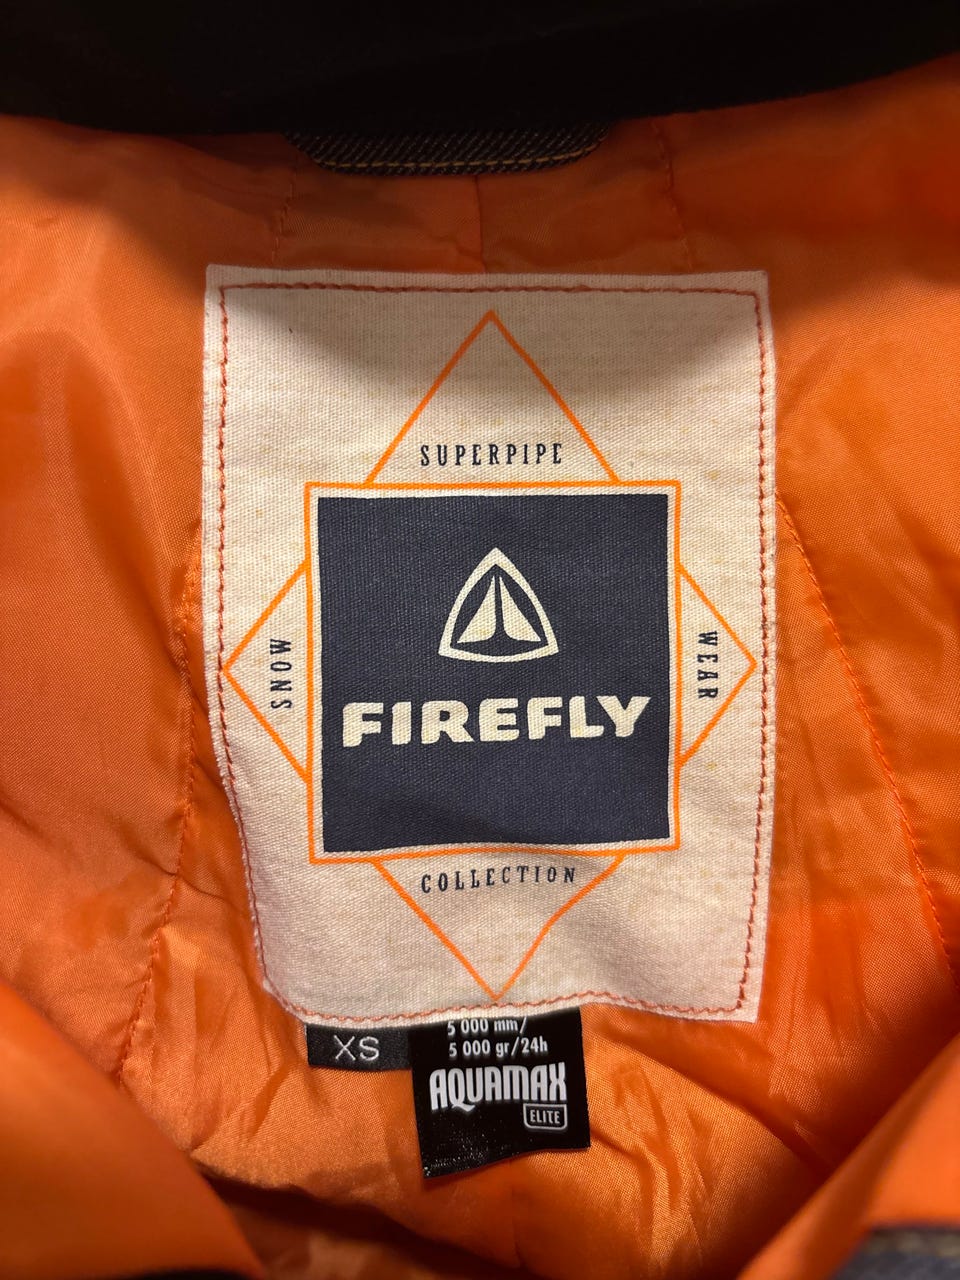 SUPERPIPE
SNOW
WEAR
FIREFLY
COLLECTION
XS
5 000 mm/
5 000 gr/24h
AQUAMAX
ELITE